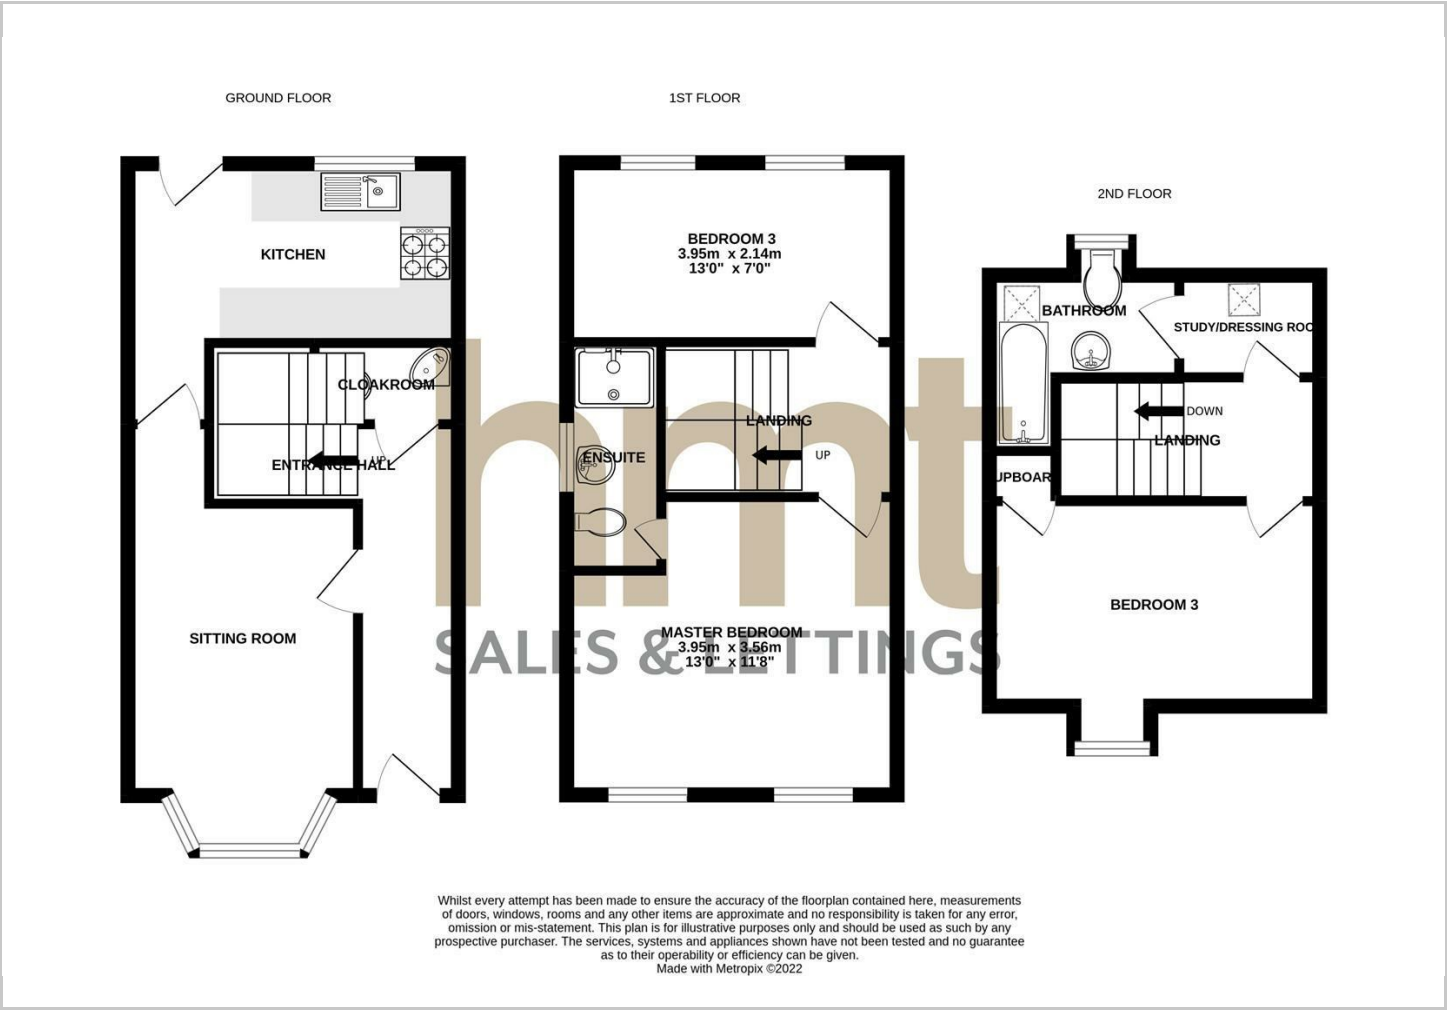 GROUND FLOOR
KITCHEN
CLOAKROOM
UP
ENTRANCE HALL
SITTING ROOM
1ST FLOOR
BEDROOM 3
3.95m x 2.14m
13'0" x 7'0"
LANDING
UP
ENSUITE
MASTER BEDROOM
3.95m x 3.56m
13'0" x 11'8"
2ND FLOOR
BATHROOM
STUDY/DRESSING ROO
DOWN
LANDING
UPBOAR
BEDROOM 3
hmt
SALES & LETTINGS
Whilst every attempt has been made to ensure the accuracy of the floorplan contained here, measurements
of doors, windows, rooms and any other items are approximate and no responsibility is taken for any error,
omission or mis-statement. This plan is for illustrative purposes only and should be used as such by any
prospective purchaser. The services, systems and appliances shown have not been tested and no guarantee
as to their operability or efficiency can be given.
Made with Metropix ©2022